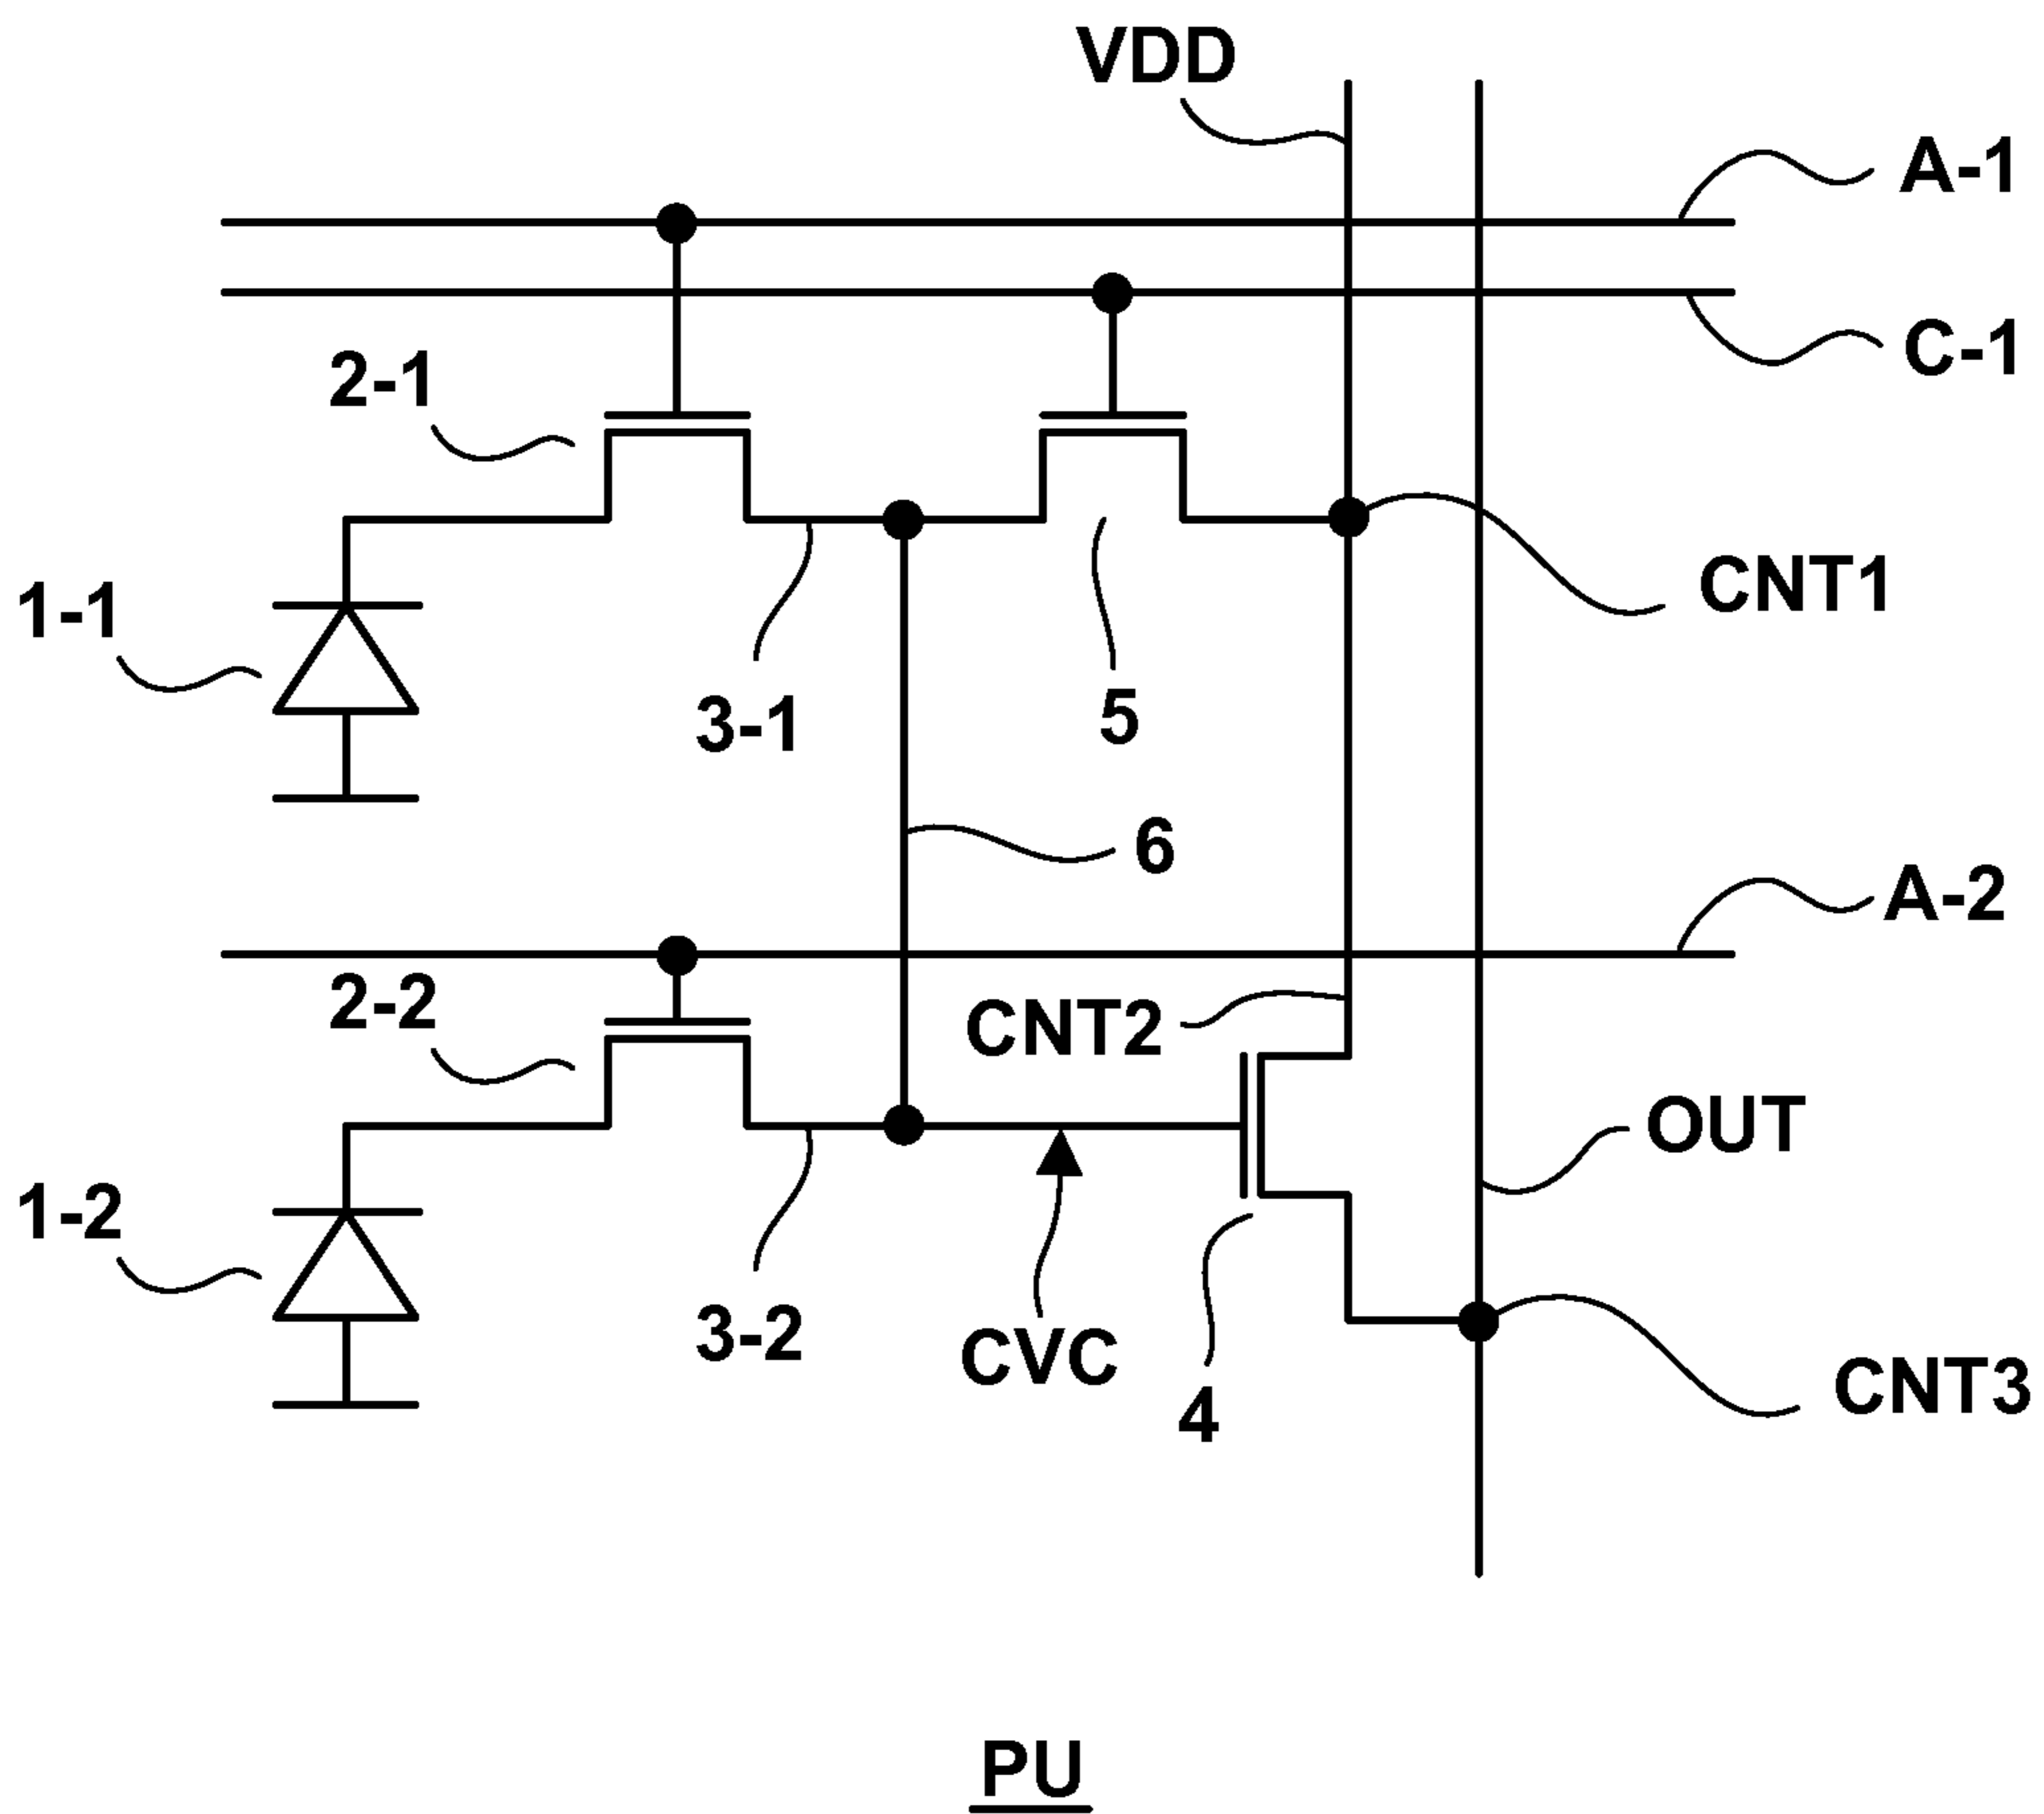 VDD
A-1
C-1
2-1
CNT1
1-1
3-1
5
6
A-2
2-2
CNT2
OUT
1-2
3-2
CVC
4
CNT3
PU